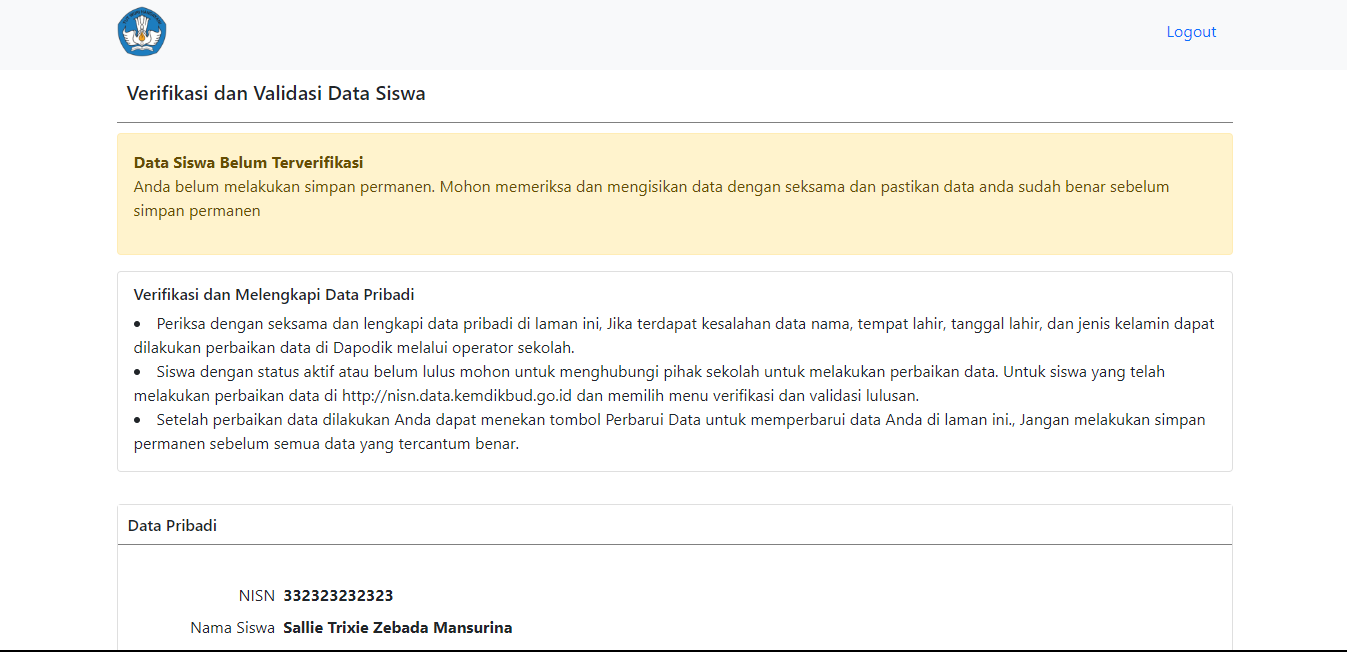 Logout
Verifikasi dan Validasi Data Siswa
Data Siswa Belum Terverifikasi
Anda belum melakukan simpan permanen. Mohon memeriksa dan mengisikan data dengan seksama dan pastikan data anda sudah benar sebelum
simpan permanen
Verifikasi dan Melengkapi Data Pribadi
• Periksa dengan seksama dan lengkapi data pribadi di laman ini, Jika terdapat kesalahan data nama, tempat lahir, tanggal lahir, dan jenis kelamin dapat
dilakukan perbaikan data di Dapodik melalui operator sekolah.
• Siswa dengan status aktif atau belum lulus mohon untuk menghubungi pihak sekolah untuk melakukan perbaikan data. Untuk siswa yang telah
melakukan perbaikan data di http://nisn.data.kemdikbud.go.id dan memilih menu verifikasi dan validasi lulusan.
• Setelah perbaikan data dilakukan Anda dapat menekan tombol Perbarui Data untuk memperbarui data Anda di laman ini., Jangan melakukan simpan
permanen sebelum semua data yang tercantum benar.
Data Pribadi
NISN 332323232323
Nama Siswa Sallie Trixie Zebada Mansurina